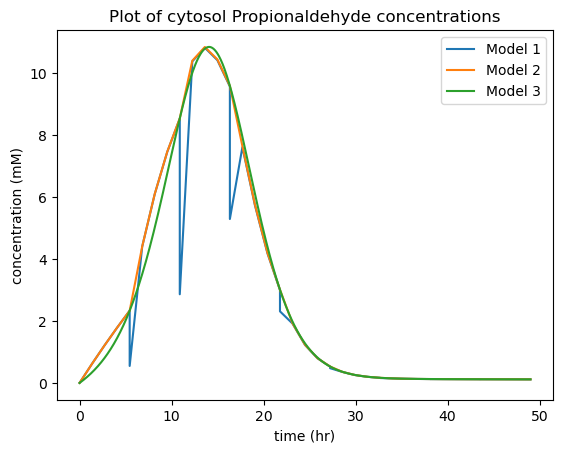 Plot of cytosol Propionaldehyde concentrations
Model 1
Model 2
Model 3
concentration (mM)
10
8
6
4
2
0
0 10 20 30 40 50
time (hr)